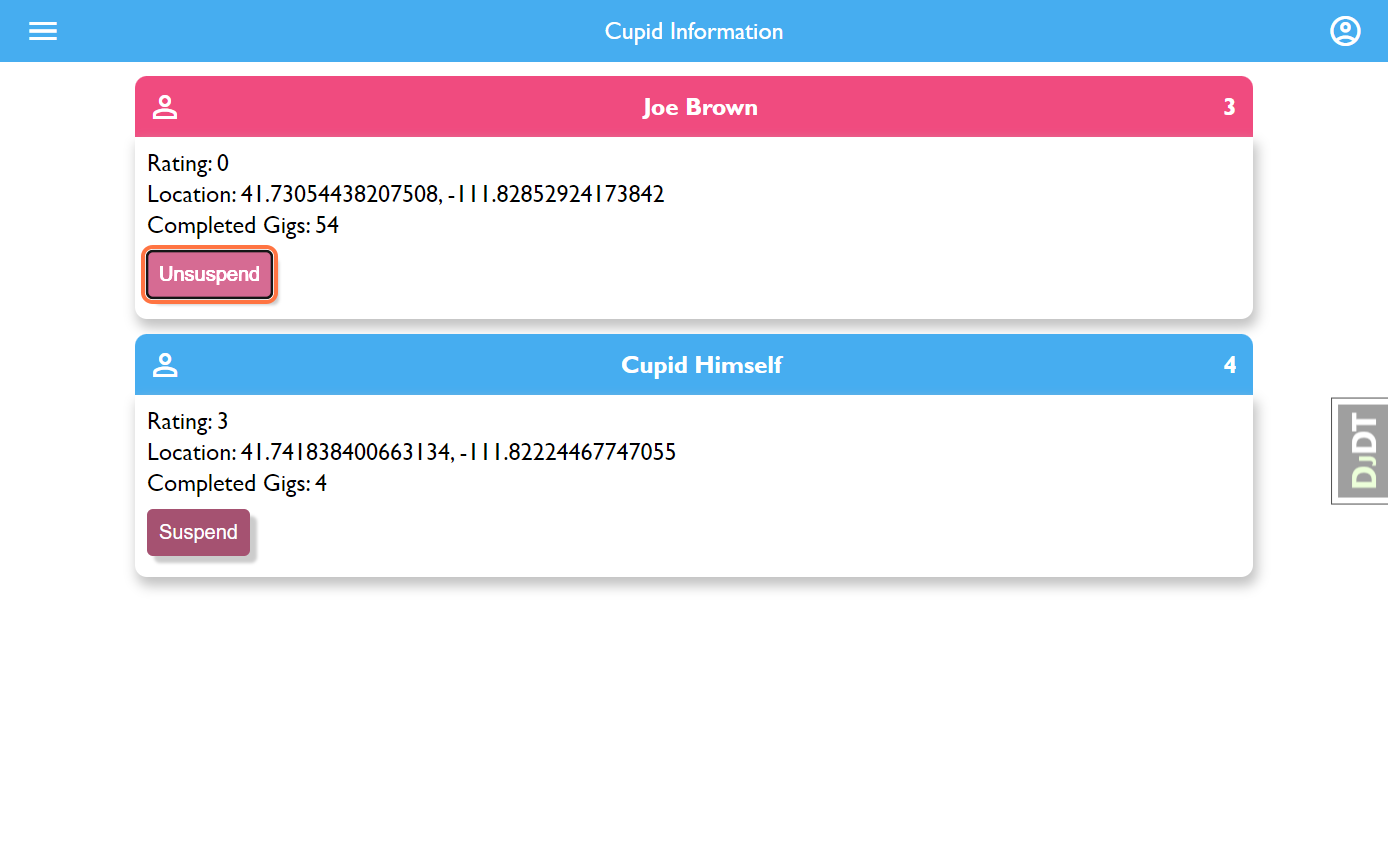 Cupid Information
Joe Brown 3
Rating: 0
Location: 41.73054438207508, -111.82852924173842
Completed Gigs: 54
Unsuspend
Cupid Himself 4
Rating: 3
Location: 41.741838400663134, -111.82224467747055
Completed Gigs: 4
Suspend
DJDT